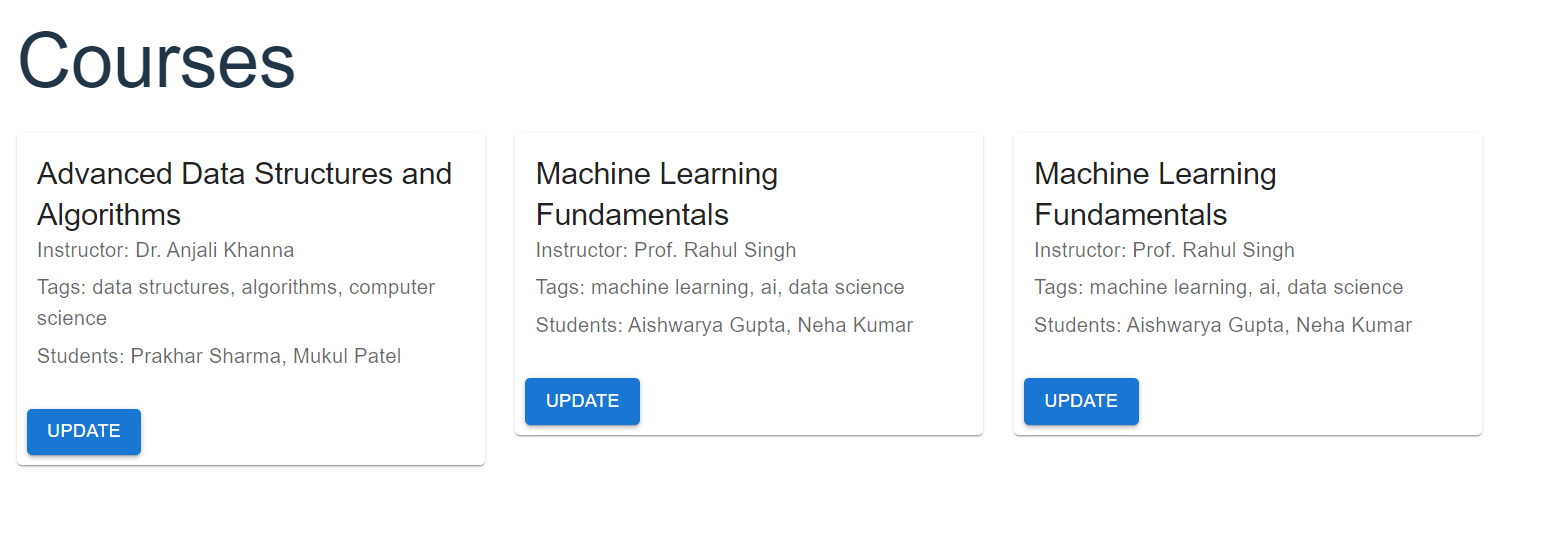 Courses
Advanced Data Structures and
Algorithms
Instructor: Dr. Anjali Khanna
Tags: data structures, algorithms, computer
science
Students: Prakhar Sharma, Mukul Patel
UPDATE
Machine Learning
Fundamentals
Instructor: Prof. Rahul Singh
Tags: machine learning, ai, data science
Students: Aishwarya Gupta, Neha Kumar
UPDATE
Machine Learning
Fundamentals
Instructor: Prof. Rahul Singh
Tags: machine learning, ai, data science
Students: Aishwarya Gupta, Neha Kumar
UPDATE